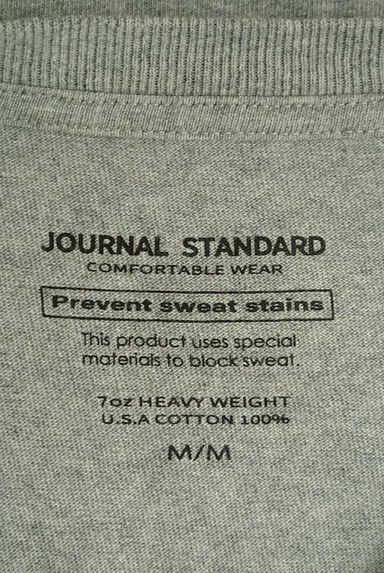 JOURNAL STANDARD
COMFORTABLE WEAR
Prevent sweat stains
This product uses special
materials to block sweat.
7oz HEAVY WEIGHT
U.S.A COTTON 100%
M/M